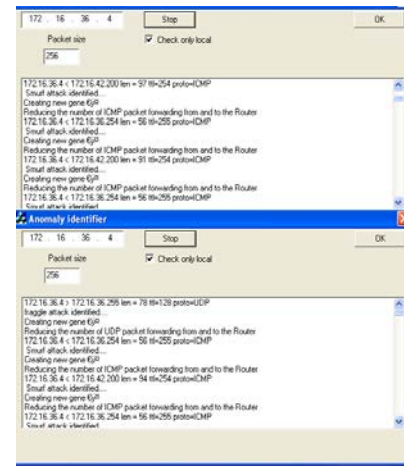 172 . 16 . 36 . 4
Stop
OK
Packet size
Check only local
256
172.16.36.4 < 172.16.42.200 len = 97 ttl=254 proto=ICMP
Smurf attack identified....
Creating new gene
Reducing the number of ICMP packet forwarding from and to the Router
172.16.36.4 < 172.16.36.254 len = 56 ttl=255 proto=ICMP
Smurf attack identified....
Creating new gene
Reducing the number of ICMP packet forwarding from and to the Router
172.16.36.4 < 172.16.42.200 len = 91 ttl=254 proto=ICMP
Smurf attack identified....
Creating new gene
Reducing the number of ICMP packet forwarding from and to the Router
172.16.36.4 < 172.16.36.254 len = 56 ttl=255 proto=ICMP
Smurf attack identified....
Anomaly identifier
172 . 16 . 36 . 4
Stop
OK
Packet size
Check only local
256
172.16.36.4 > 172.16.36.255 len = 78 ttl=128 proto=UDP
fraggle attack identified....
Creating new gene
Reducing the number of UDP packet forwarding from and to the Router
172.16.36.4 < 172.16.36.254 len = 56 ttl=255 proto=ICMP
Smurf attack identified....
Creating new gene
Reducing the number of ICMP packet forwarding from and to the Router
172.16.36.4 < 172.16.42.200 len = 94 ttl=254 proto=ICMP
Smurf attack identified....
Creating new gene
Reducing the number of ICMP packet forwarding from and to the Router
172.16.36.4 < 172.16.36.254 len = 56 ttl=255 proto=ICMP
Smurf attack identified....